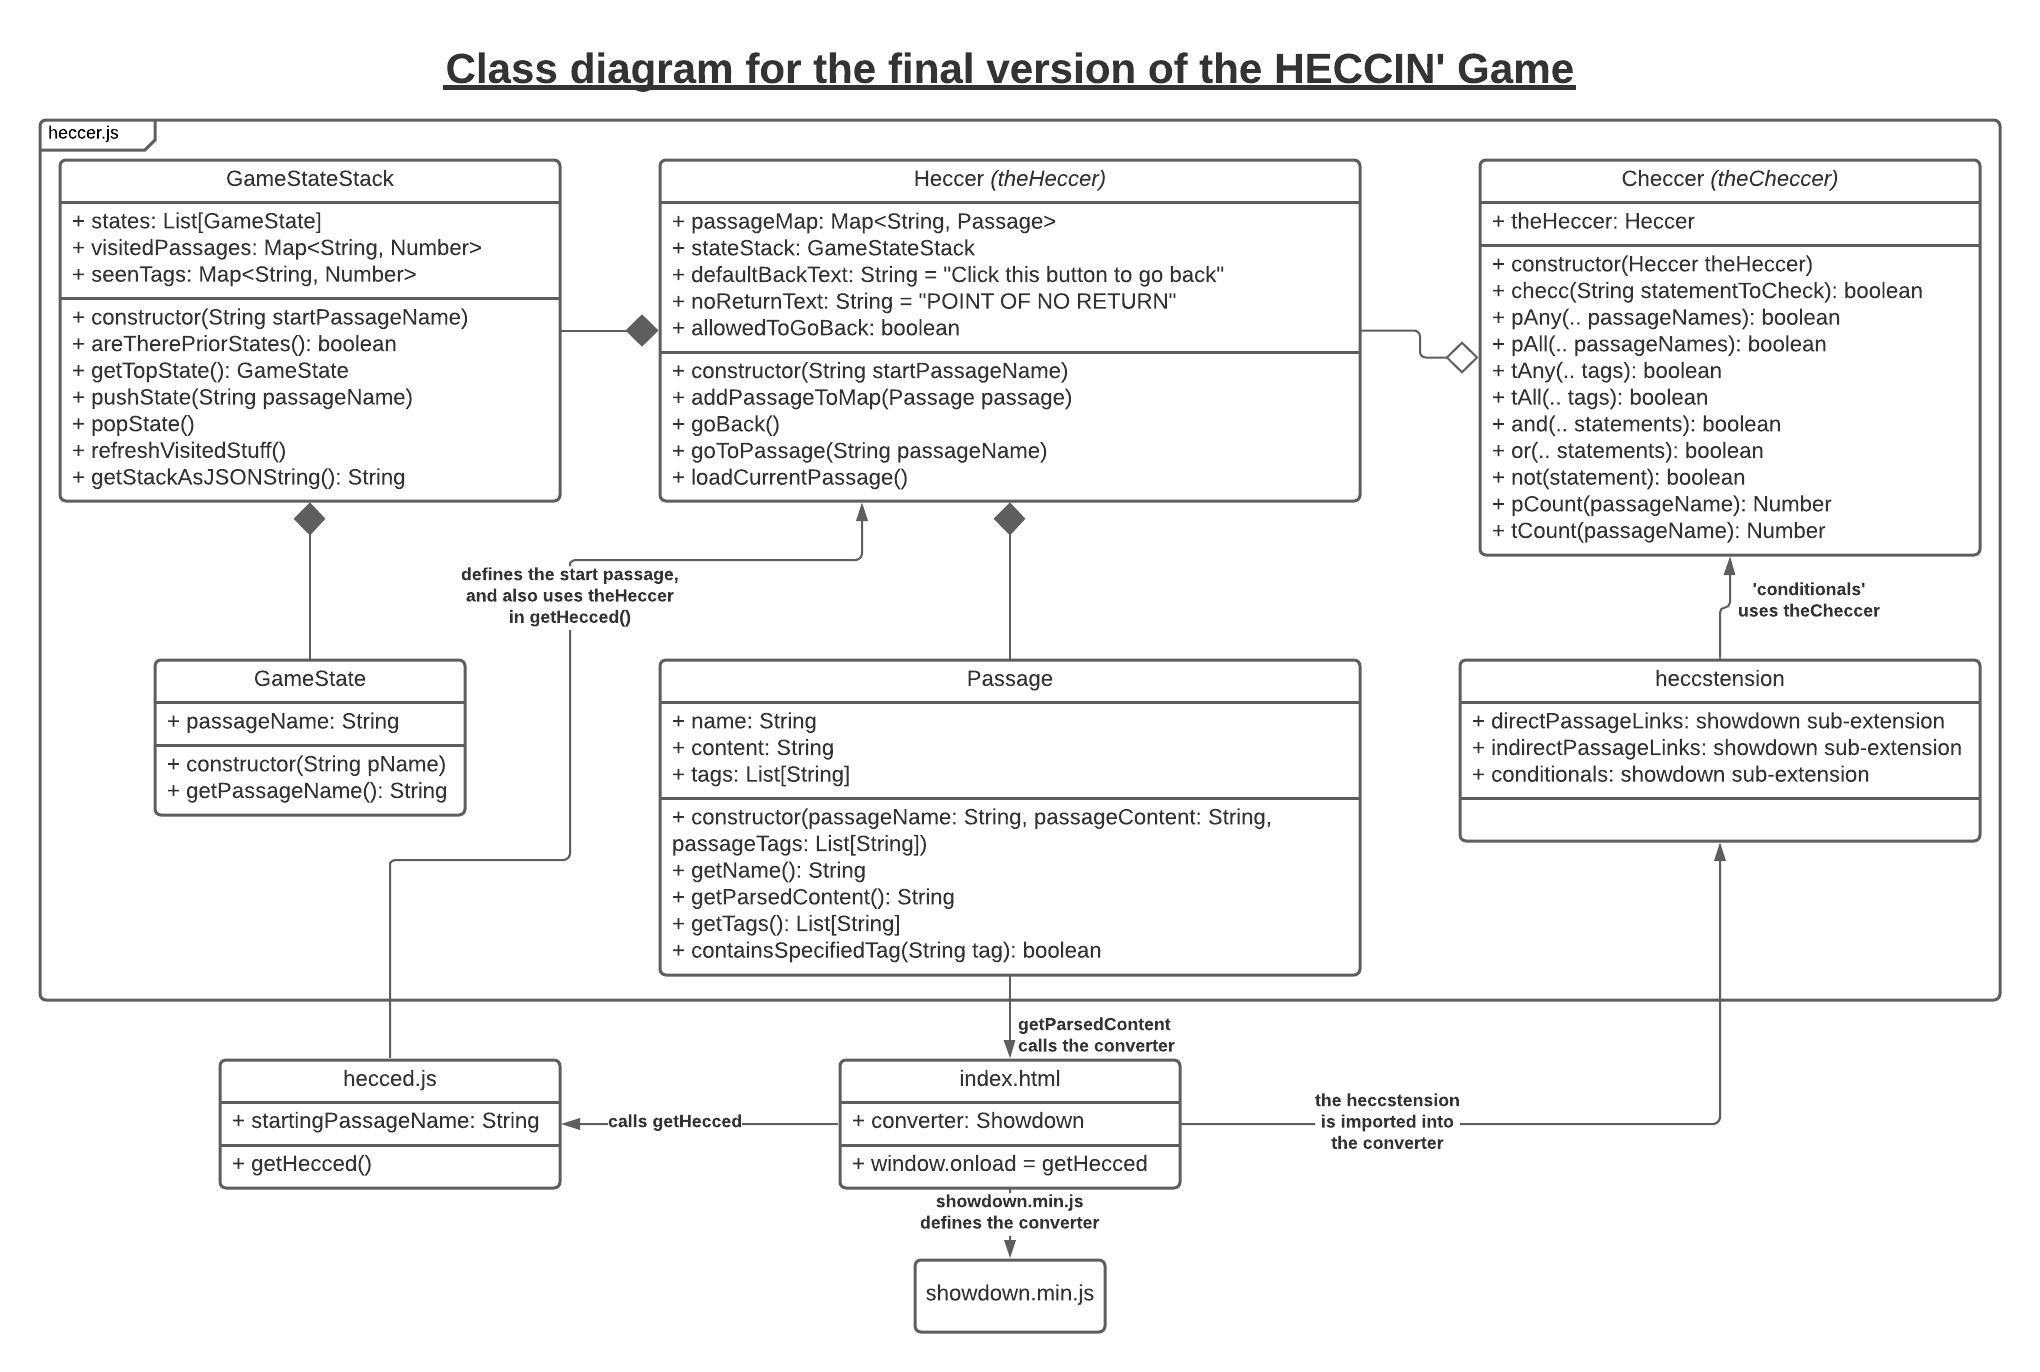 Class diagram for the final version of the HECCIN' Game
heccer.js
GameStateStack
+ states: List[GameState]
+ visitedPassages: Map<String, Number>
+ seenTags: Map<String, Number>
+ constructor(String startPassageName)
+ areTherePriorStates(): boolean
+ getTopState(): GameState
+ pushState(String passageName)
+ popState()
+ refreshVisitedStuff()
+ getStackAsJSONString(): String
Heccer (theHeccer)
+ passageMap: Map<String, Passage>
+ stateStack: GameStateStack
+ defaultBackText: String = "Click this button to go back"
+ noReturnText: String = "POINT OF NO RETURN"
+ allowedToGoBack: boolean
+ constructor(String startPassageName)
+ addPassageToMap(Passage passage)
+ goBack()
+ goToPassage(String passageName)
+ loadCurrentPassage()
Checcer (theCheccer)
+ theHeccer: Heccer
+ constructor(Heccer theHeccer)
+ checc(String statementToCheck): boolean
+ pAny(.. passageNames): boolean
+ pAll(.. passageNames): boolean
+ tAny(.. tags): boolean
+ tAll(.. tags): boolean
+ and(.. statements): boolean
+ or(.. statements): boolean
+ not(statement): boolean
+ pCount(passageName): Number
+ tCount(passageName): Number
defines the start passage,
and also uses theHeccer
in getHecced()
'conditionals'
uses theCheccer
GameState
+ passageName: String
+ constructor(String pName)
+ getPassageName(): String
Passage
+ name: String
+ content: String
+ tags: List[String]
+ constructor(passageName: String, passageContent: String,
passageTags: List[String])
+ getName(): String
+ getParsedContent(): String
+ getTags(): List[String]
+ containsSpecifiedTag(String tag): boolean
heccstension
+ directPassageLinks: showdown sub-extension
+ indirectPassageLinks: showdown sub-extension
+ conditionals: showdown sub-extension
getParsedContent
calls the converter
hecced.js
+ startingPassageName: String
+ getHecced()
calls getHecced
index.html
+ converter: Showdown
+ window.onload = getHecced
the heccstension
is imported into
the converter
showdown.min.js
defines the converter
showdown.min.js